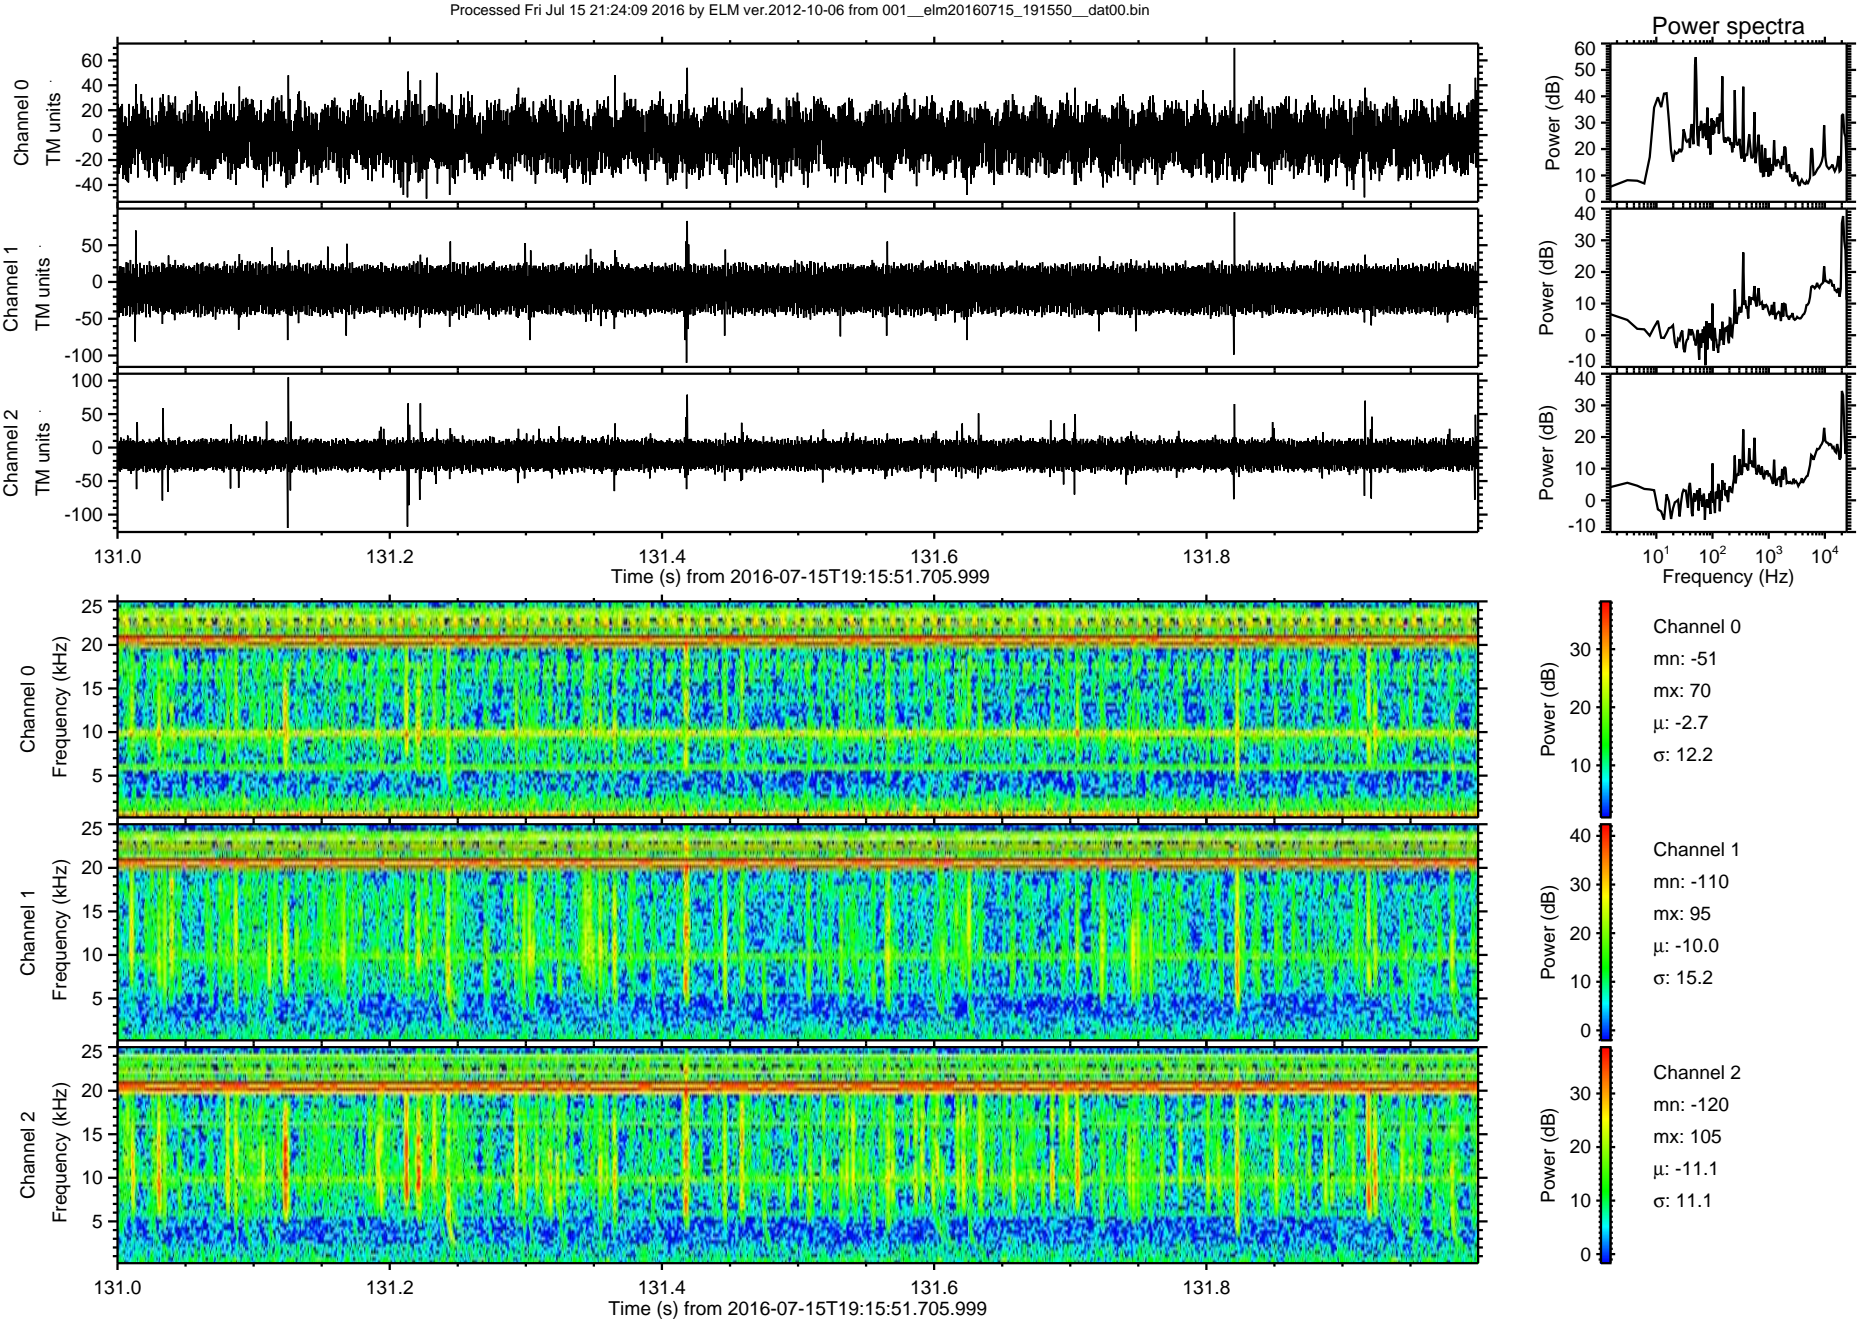 Processed Fri Jul 15 21:24:09 2016 by ELM ver.2012-10-06 from 001__elm20160715_191550__dat00.bin
Power spectra
Channel 0
TM units
60
40
20
0
-20
-40
Power (dB)
60
50
40
30
20
10
0
Channel 1
TM units
50
0
-50
-100
Power (dB)
40
30
20
10
0
-10
Channel 2
TM units
100
50
0
-50
-100
Power (dB)
40
30
20
10
0
-10
131.0 131.2 131.4 131.6 131.8
Time (s) from 2016-07-15T19:15:51.705.999
10^1 10^2 10^3 10^4
Frequency (Hz)
Channel 0
Frequency (kHz)
25
20
15
10
5
Power (dB)
30
20
10
Channel 0
mn: -51
mx: 70
μ: -2.7
σ: 12.2
Channel 1
Frequency (kHz)
25
20
15
10
5
Power (dB)
40
30
20
10
0
Channel 1
mn: -110
mx: 95
μ: -10.0
σ: 15.2
Channel 2
Frequency (kHz)
25
20
15
10
5
Power (dB)
30
20
10
0
Channel 2
mn: -120
mx: 105
μ: -11.1
σ: 11.1
131.0 131.2 131.4 131.6 131.8
Time (s) from 2016-07-15T19:15:51.705.999